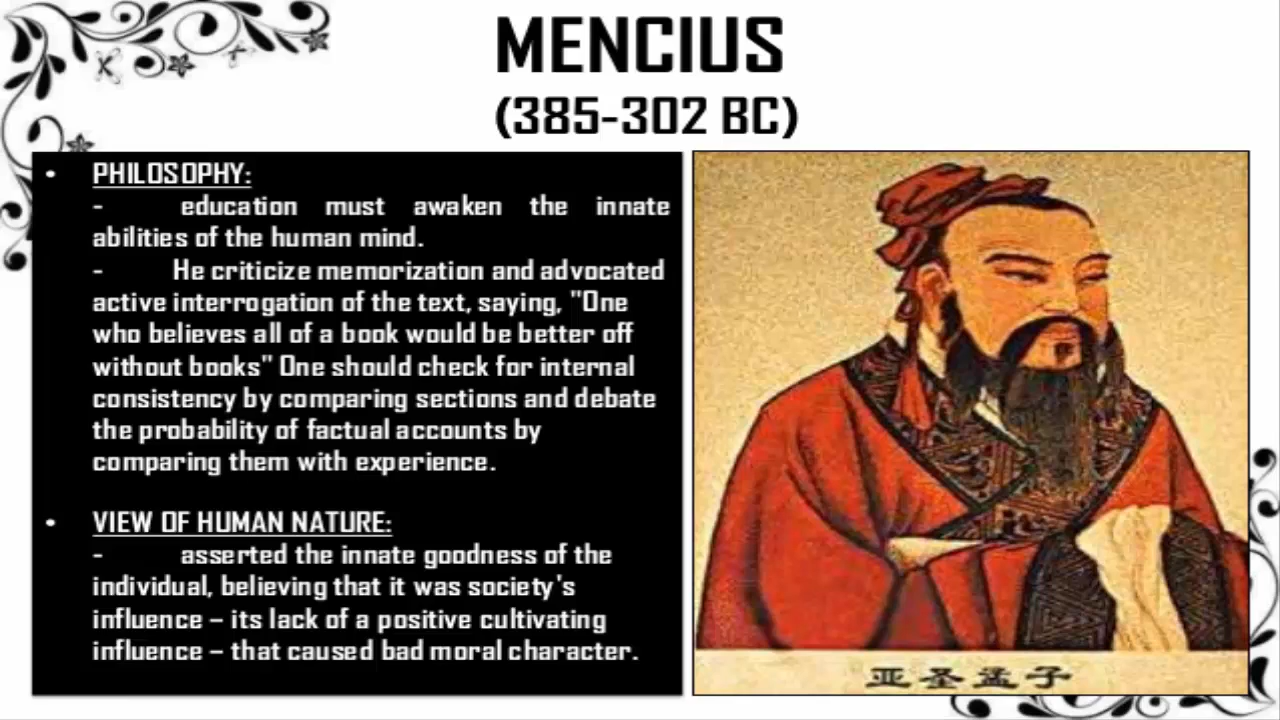 MENCIUS
(385-302 BC)
• PHILOSOPHY:
- education must awaken the innate
abilities of the human mind.
- He criticize memorization and advocated
active interrogation of the text, saying, "One
who believes all of a book would be better off
without books" One should check for internal
consistency by comparing sections and debate
the probability of factual accounts by
comparing them with experience.
• VIEW OF HUMAN NATURE:
- asserted the innate goodness of the
individual, believing that it was society's
influence – its lack of a positive cultivating
influence – that caused bad moral character.
亚圣孟子